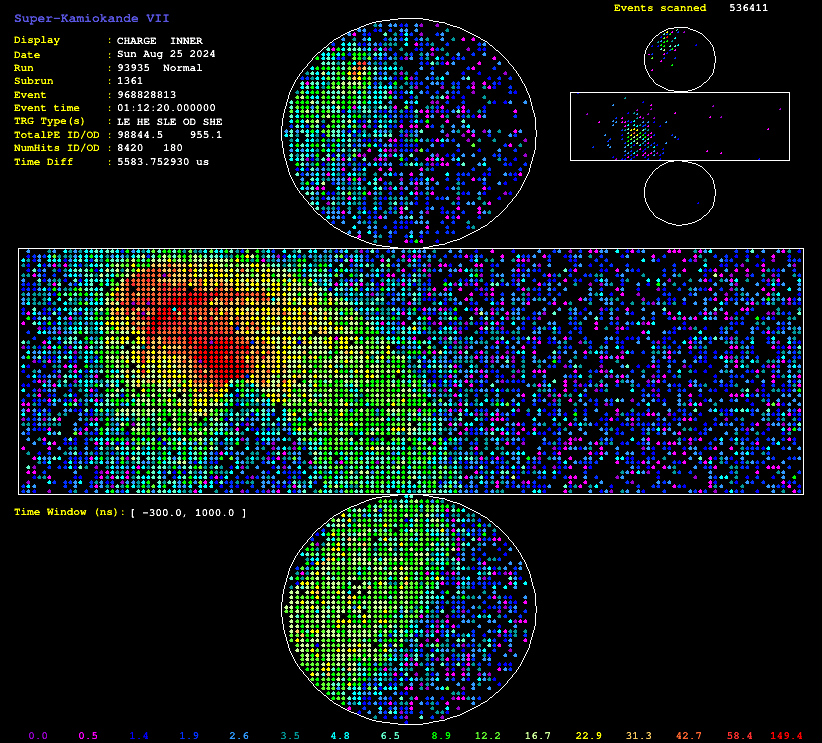 Super-Kamiokande VII
Events scanned 536411
Display : CHARGE INNER
Date : Sun Aug 25 2024
Run : 93935 Normal
Subrun : 1361
Event : 968828813
Event time : 01:12:20.000000
TRG Type(s) : LE HE SLE OD SHE
TotalPE ID/OD : 98844.5 955.1
NumHits ID/OD : 8420 180
Time Diff : 5583.752930 us
Time Window (ns): [ -300.0, 1000.0 ]
0.0 0.5 1.4 1.9 2.6 3.5 4.8 6.5 8.9 12.2 16.7 22.9 31.3 42.7 58.4 149.4